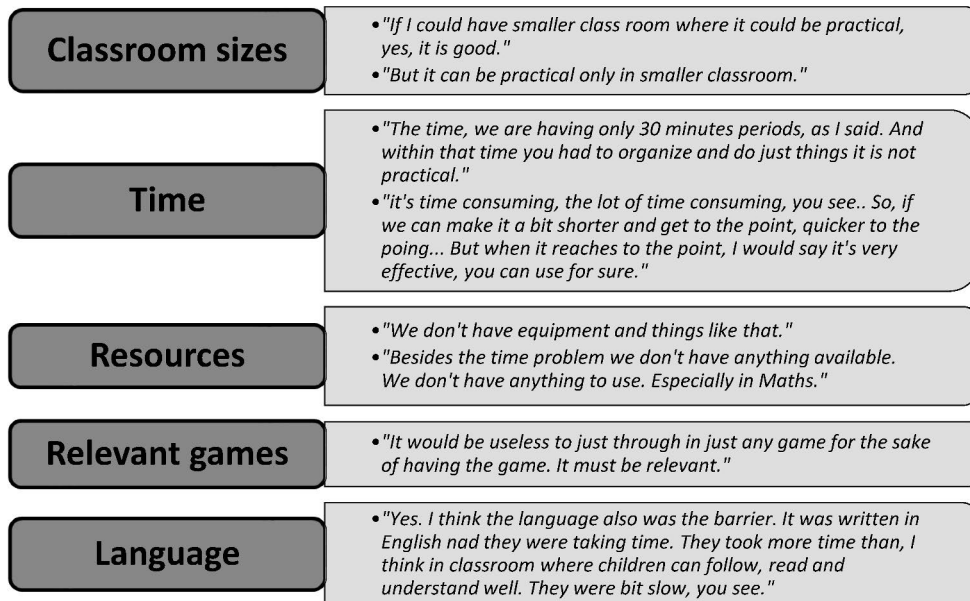 Classroom sizes
•"If I could have smaller class room where it could be practical,
yes, it is good."
•"But it can be practical only in smaller classroom."
Time
•"The time, we are having only 30 minutes periods, as I said. And
within that time you had to organize and do just things it is not
practical."
•"it's time consuming, the lot of time consuming, you see.. So, if
we can make it a bit shorter and get to the point, quicker to the
poing... But when it reaches to the point, I would say it's very
effective, you can use for sure."
Resources
•"We don't have equipment and things like that."
•"Besides the time problem we don't have anything available.
We don't have anything to use. Especially in Maths."
Relevant games
•"It would be useless to just through in just any game for the sake
of having the game. It must be relevant."
Language
•"Yes. I think the language also was the barrier. It was written in
English nad they were taking time. They took more time than, I
think in classroom where children can follow, read and
understand well. They were bit slow, you see."